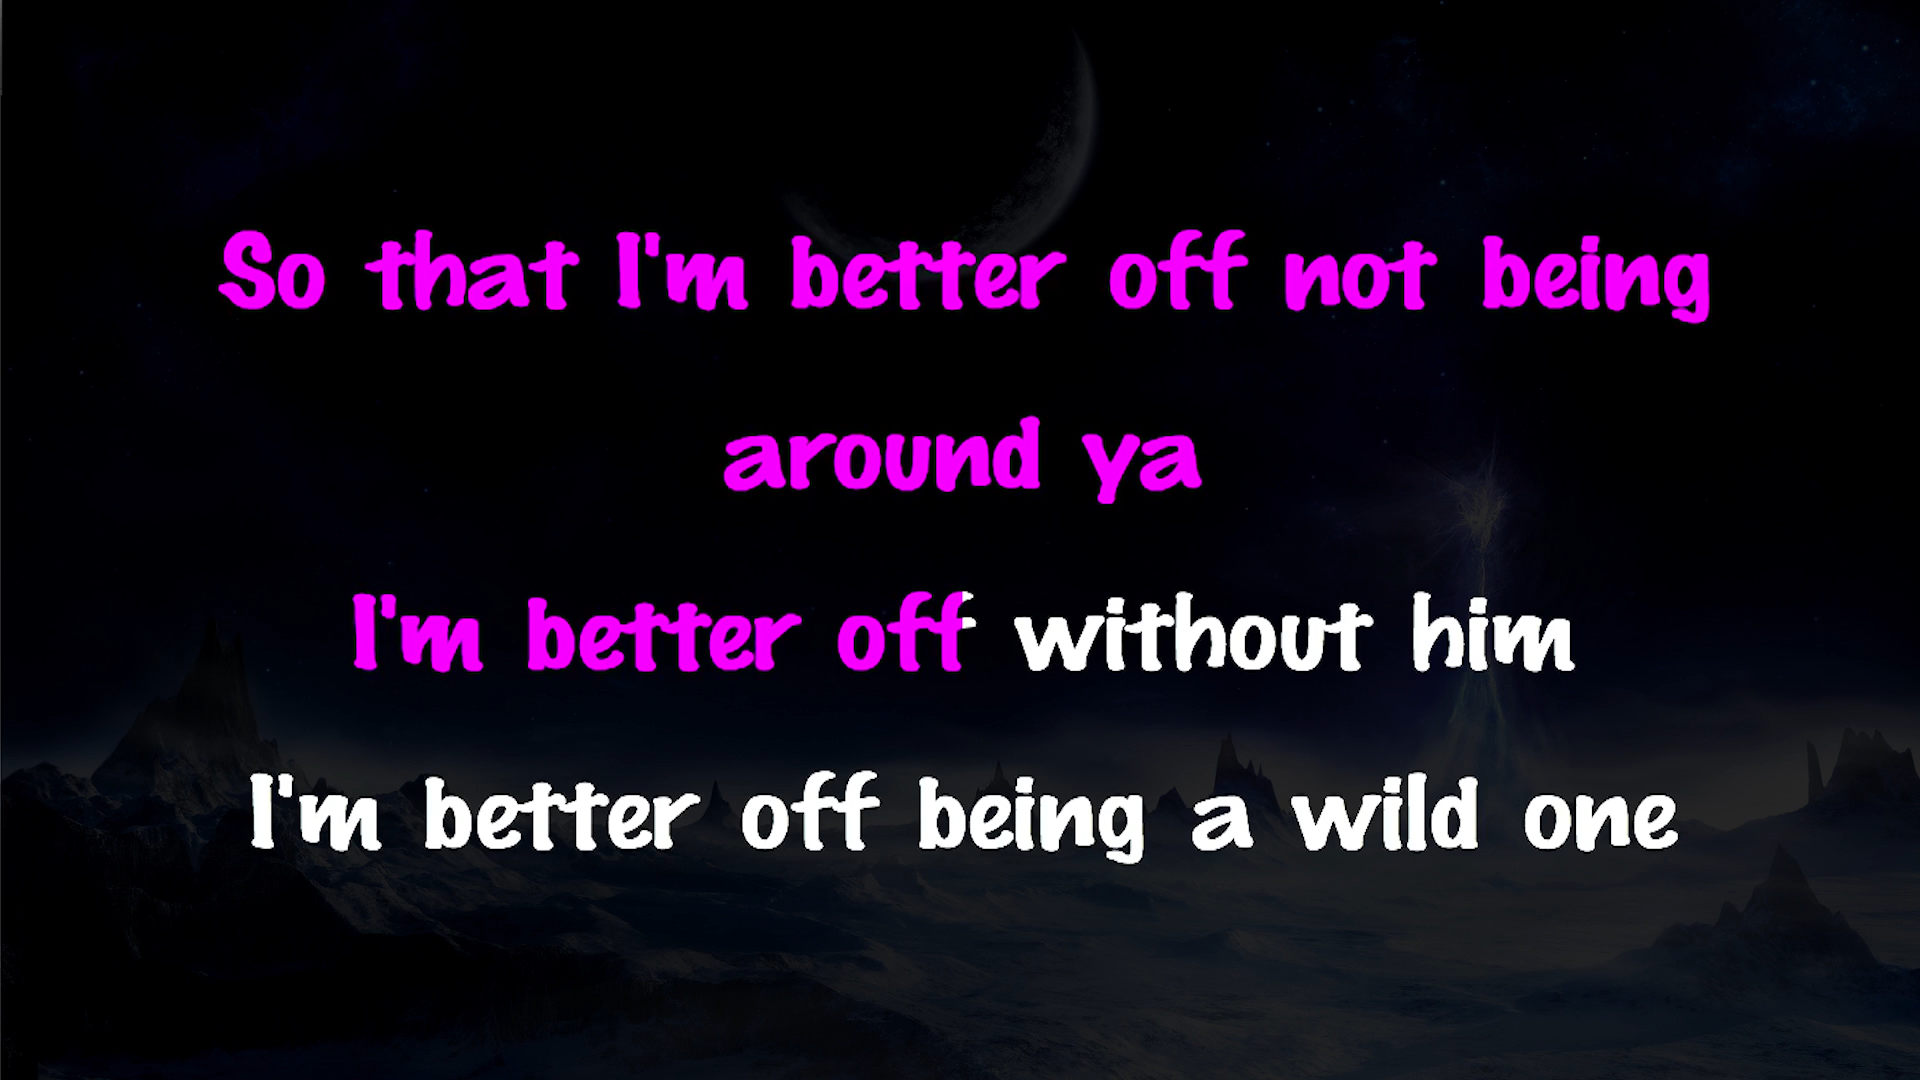 So that I'm better off not being
around ya
I'm better off without him
I'm better off being a wild one